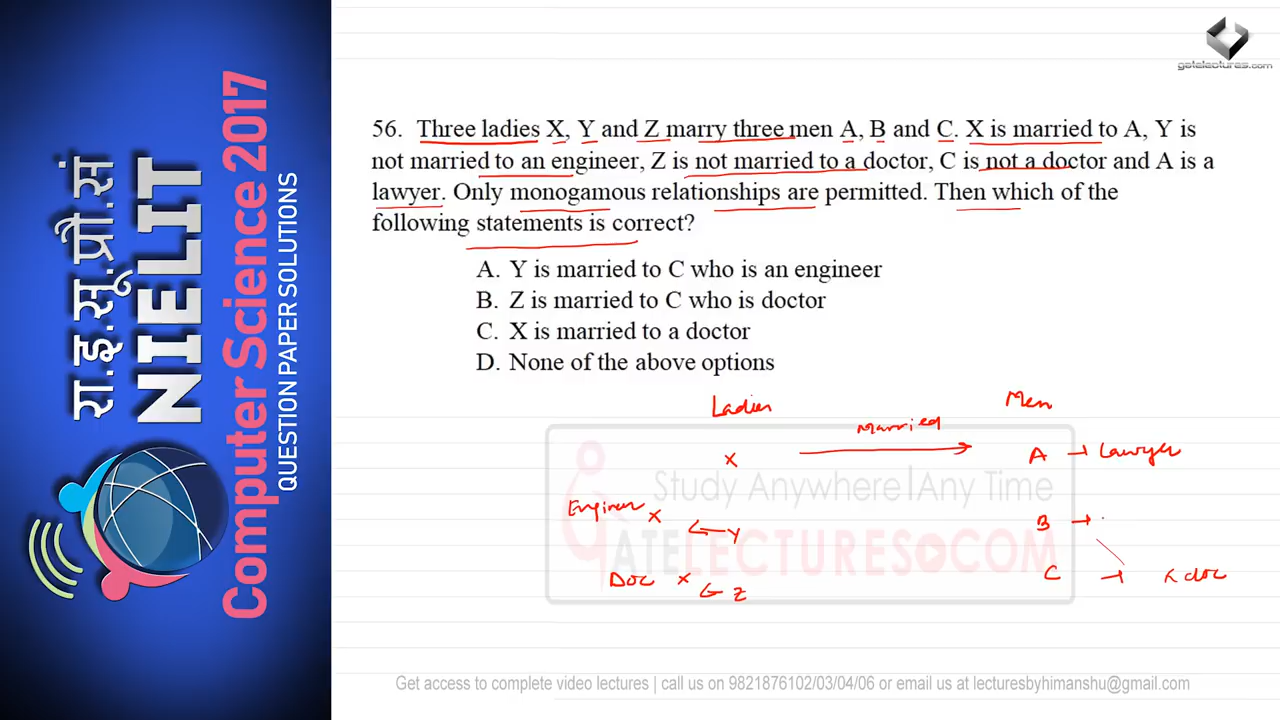 gatelectures.com
रा.इ.सू.प्रौ.सं
NIELIT
Computer Science 2017
QUESTION PAPER SOLUTIONS
56. Three ladies X, Y and Z marry three men A, B and C. X is married to A, Y is
not married to an engineer, Z is not married to a doctor, C is not a doctor and A is a
lawyer. Only monogamous relationships are permitted. Then which of the
following statements is correct?
A. Y is married to C who is an engineer
B. Z is married to C who is doctor
C. X is married to a doctor
D. None of the above options
Ladies Men
Married
X A → Lawyer
Study Anywhere|Any Time
Engineer x ← Y B →
GATELECTURES.COM
Doc x ← Z C → x doc
Get access to complete video lectures | call us on 9821876102/03/04/06 or email us at lecturesbyhimanshu@gmail.com